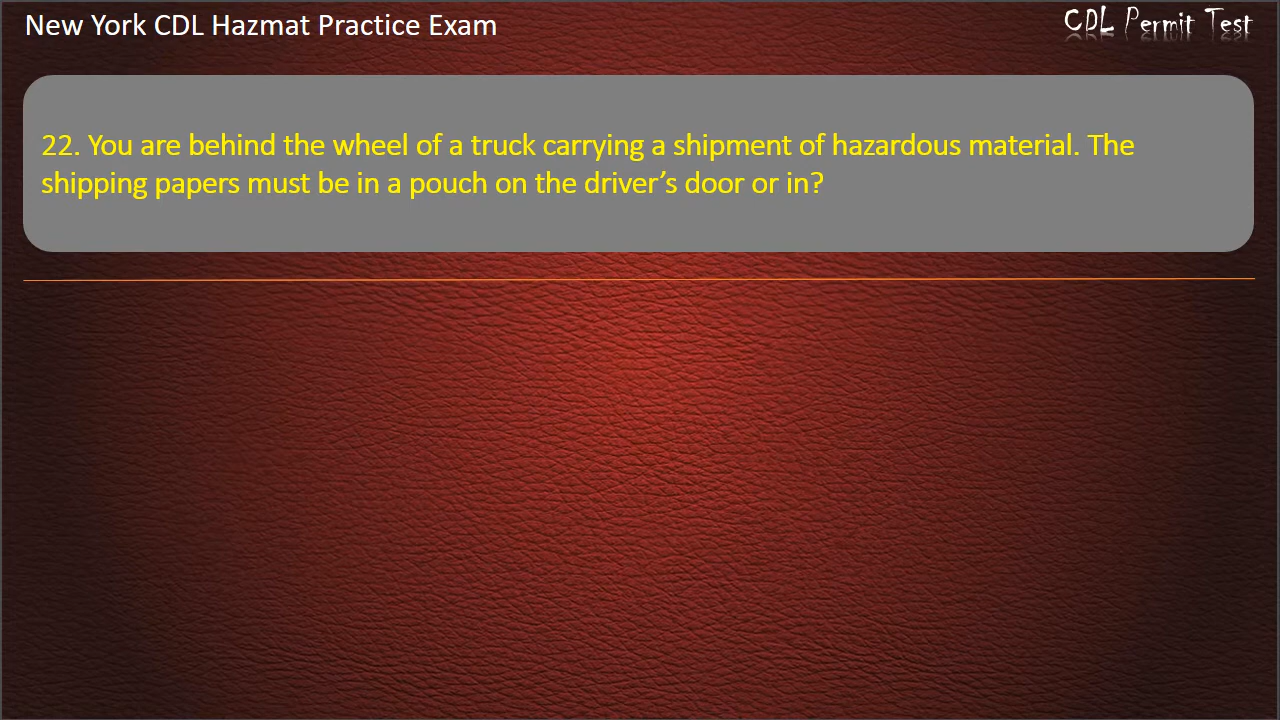 New York CDL Hazmat Practice Exam
CDL Permit Test
22. You are behind the wheel of a truck carrying a shipment of hazardous material. The
shipping papers must be in a pouch on the driver’s door or in?